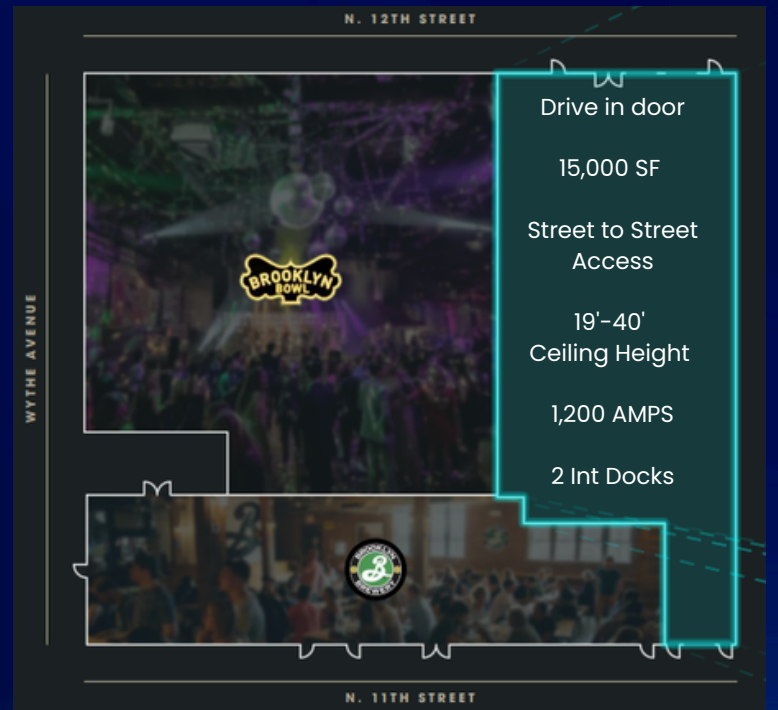 N. 12TH STREET
Drive in door
15,000 SF
Street to Street
Access
19'-40'
Ceiling Height
1,200 AMPS
2 Int Docks
BROOKLYN
BOWL
WYTHE AVENUE
BROOKLYN
B
BREWERY
N. 11TH STREET